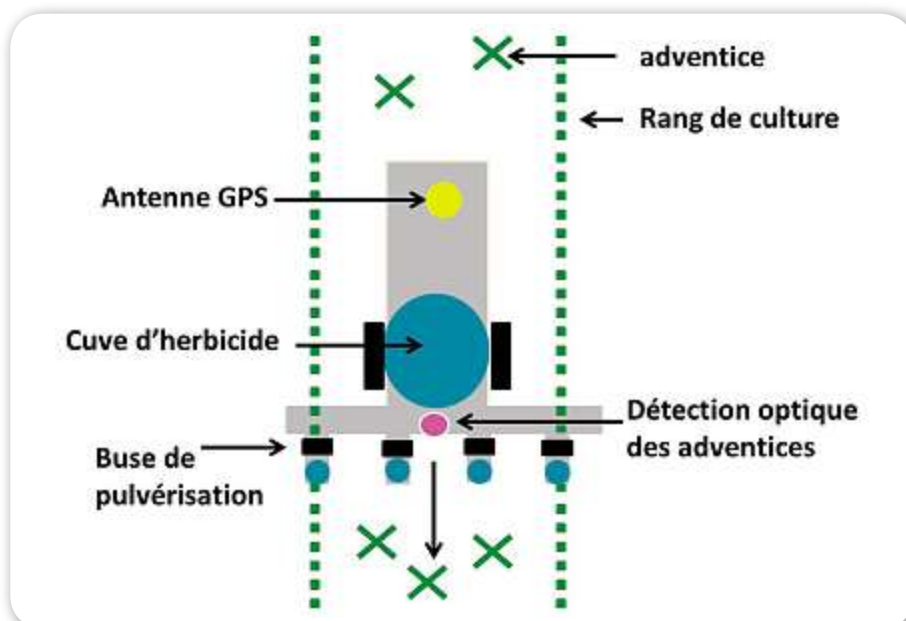 adventice
Rang de culture
Antenne GPS
Cuve d'herbicide
Détection optique
des adventices
Buse de
pulvérisation